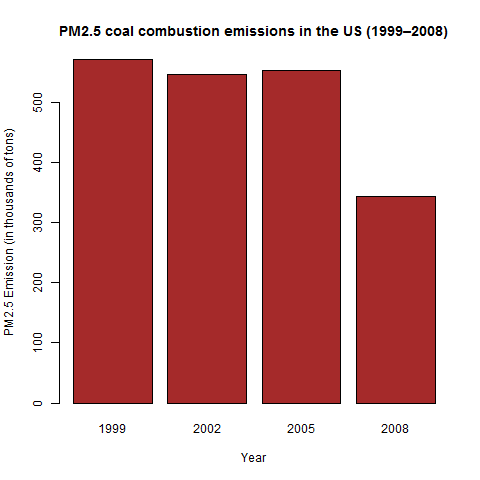 PM2.5 coal combustion emissions in the US (1999–2008)
PM2.5 Emission (in thousands of tons)
500
400
300
200
100
0
1999 2002 2005 2008
Year